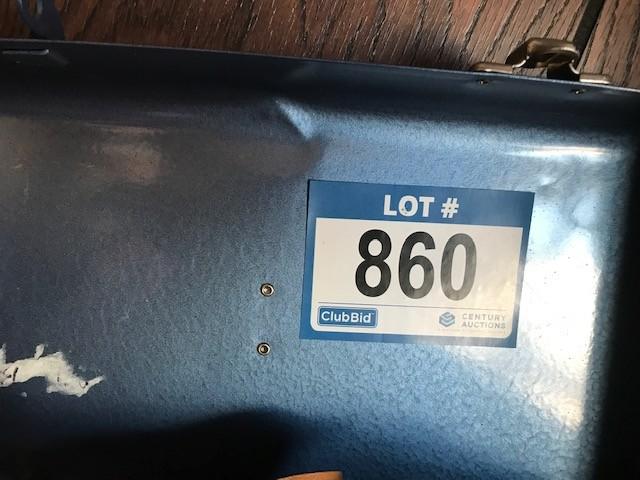 LOT #
860
ClubBid
CENTURY
AUCTIONS